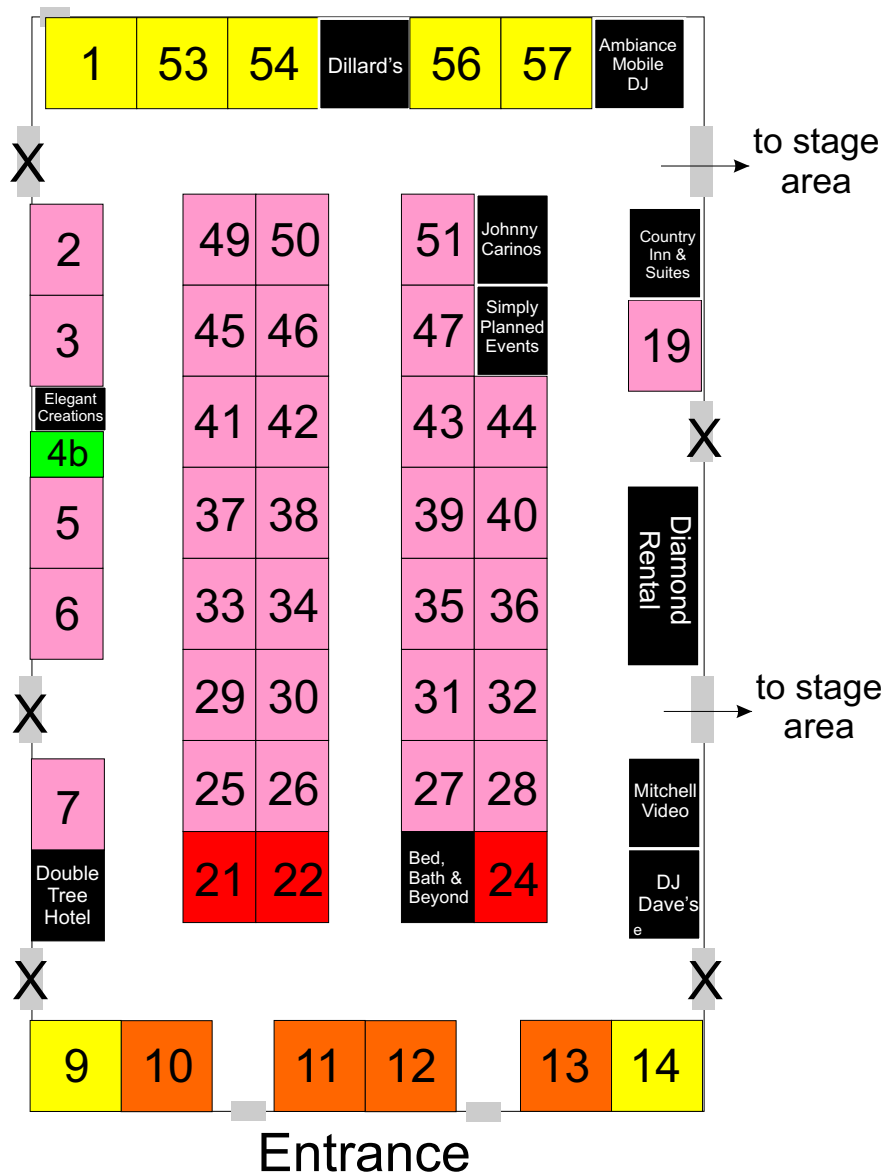 1 53 54 Dillard's 56 57 Ambiance
Mobile
DJ
X
to stage
area
2
49 50
51
Johnny
Carinos
Country
Inn &
Suites
3
45 46
47
Simply
Planned
Events
19
Elegant
Creations
4b
41 42
43 44
X
5
37 38
39 40
Diamond
Rental
6
33 34
35 36
X
29 30
31 32
to stage
area
7
25 26
27 28
Mitchell
Video
Double
Tree
Hotel
21 22
Bed,
Bath &
Beyond
24
DJ
Dave's
e
X
X
9 10 11 12 13 14
Entrance